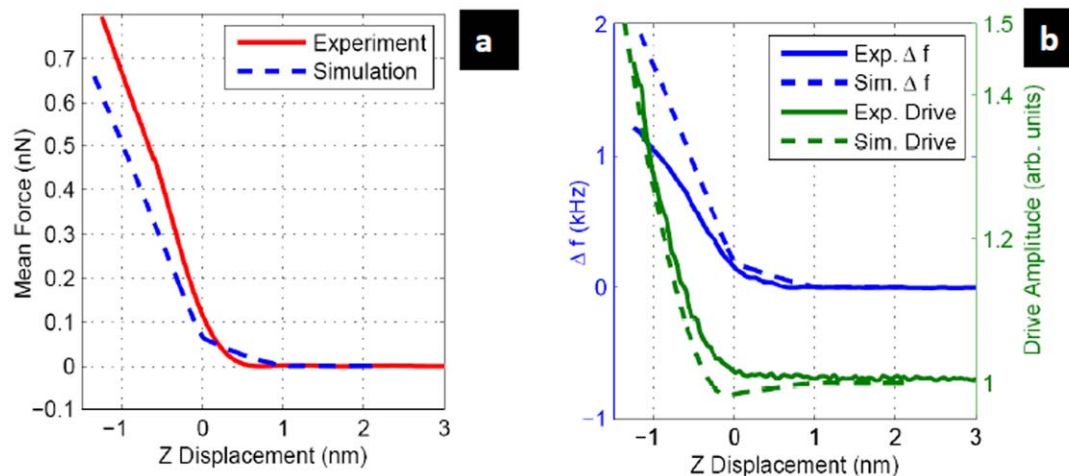 a
Experiment
Simulation
Mean Force (nN)
0.7
0.6
0.5
0.4
0.3
0.2
0.1
0
−0.1
−1 0 1 2 3
Z Displacement (nm)
b
Exp. Δ f
Sim. Δ f
Exp. Drive
Sim. Drive
Δ f (kHz)
2
1
0
−1
1.5
1.4
1.2
1
Drive Amplitude (arb. units)
−1 0 1 2 3
Z Displacement (nm)